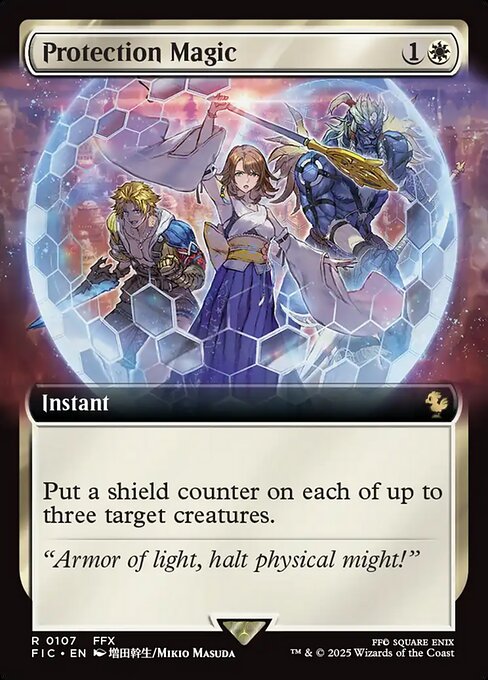 Protection Magic 1
Instant
Put a shield counter on each of up to
three target creatures.
“Armor of light, halt physical might!”
R 0107 FFX
FIC • EN 増田幹生/Mikio Masuda
FF© SQUARE ENIX
™ & © 2025 Wizards of the Coast